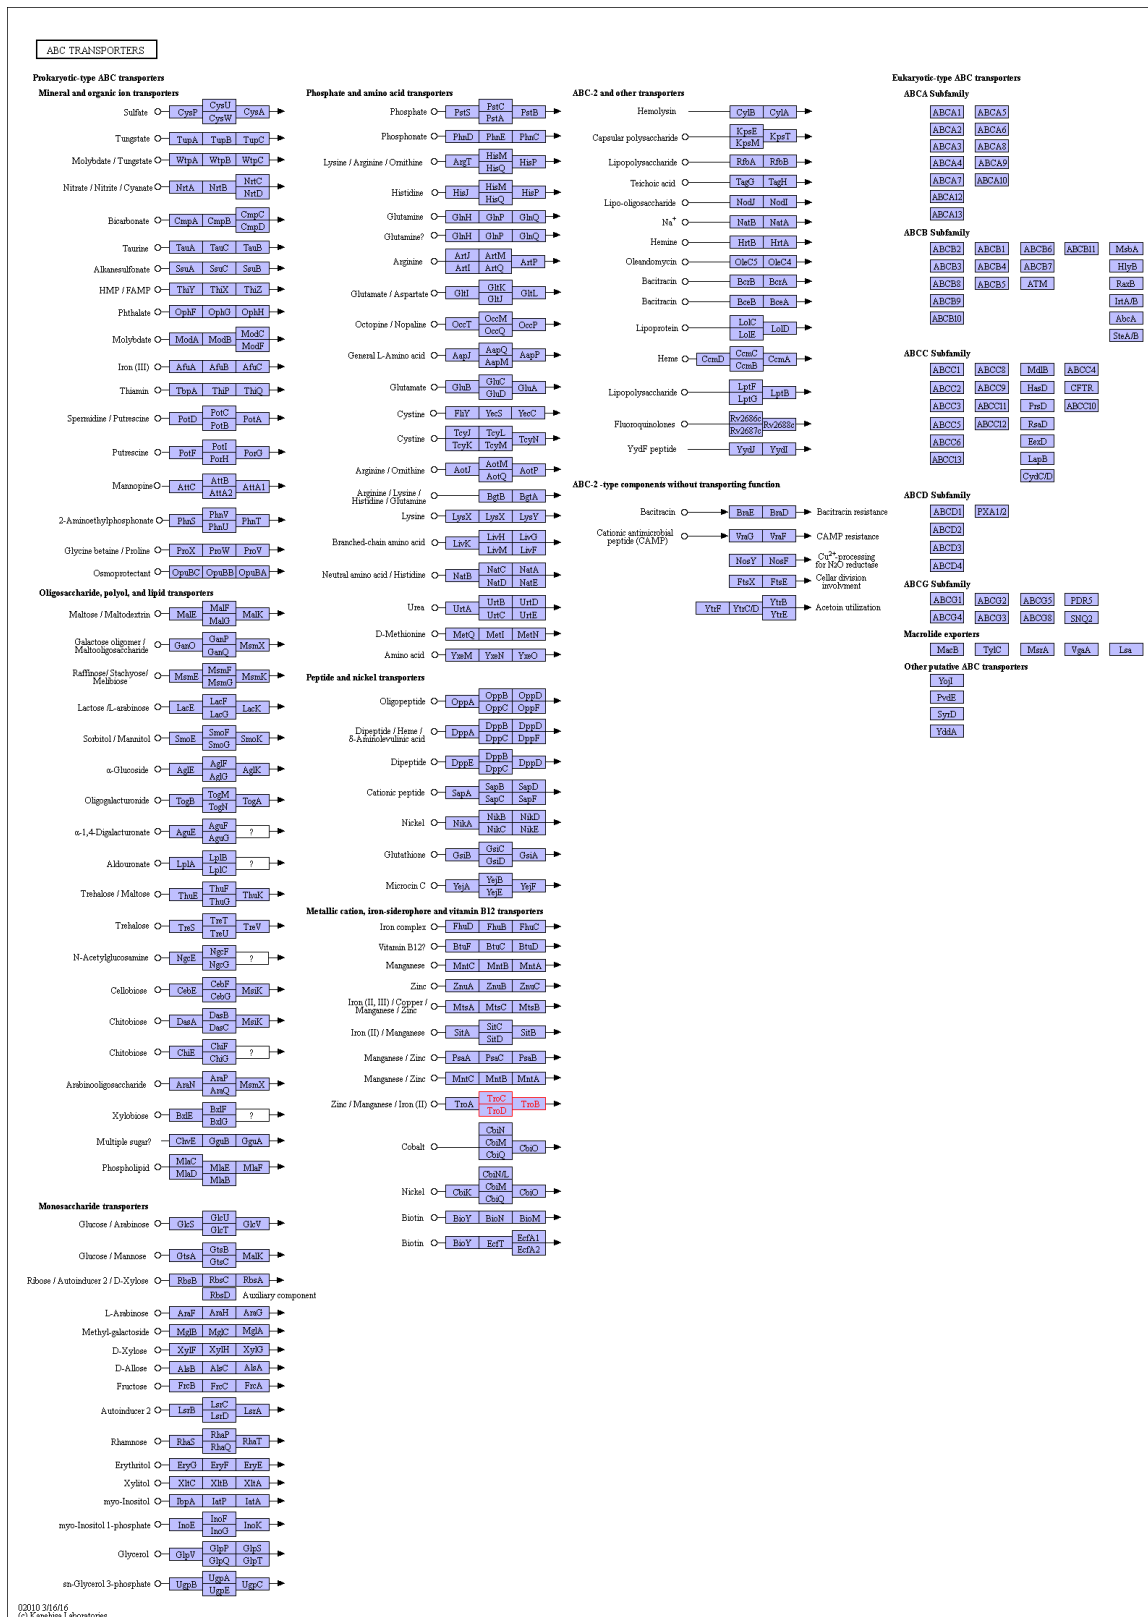 ABC TRANSPORTERS
Prokaryotic-type ABC transporters
Mineral and organic ion transporters
Sulfate CysP CysU CysW CysA
Tungstate TupA TupB TupC
Molybdate / Tungstate WtpA WtpB WtpC
Nitrate / Nitrite / Cyanate NrtA NrtB NrtC NrtD
Bicarbonate CmpA CmpB CmpC CmpD
Taurine TauA TauC TauB
Alkanesulfonate SsuA SsuC SsuB
HMP / FAMP ThiY ThiX ThiZ
Phthalate OphF OphG OphH
Molybdate ModA ModB ModC ModF
Iron (III) AfuA AfuB AfuC
Thiamin TbpA ThiP ThiQ
Spermidine / Putrescine PotD PotC PotB PotA
Putrescine PotF PotI PotH PotG
Mannopine AttC AttB AttA2 AttA1
2-Aminoethylphosphonate PhnS PhnV PhnU PhnT
Glycine betaine / Proline ProX ProW ProV
Osmoprotectant OpuBC OpuBB OpuBA
Oligosaccharide, polyol, and lipid transporters
Maltose / Maltodextrin MalE MalF MalG MalK
Galactose oligomer / Maltooligosaccharide GanO GanP GanQ MsmX
Raffinose / Stachyose / Melibiose MsmE MsmF MsmG MsmK
Lactose /L-arabinose LacE LacF LacG LacK
Sorbitol / Mannitol SmoE SmoF SmoG SmoK
α-Glucoside AglE AglF AglG AglK
Oligogalacturonide TogB TogM TogN TogA
α-1,4-Digalacturonate AguE AguF AguG ?
Aldouronate LplA LplB LplC ?
Trehalose / Maltose ThuE ThuF ThuG ThuK
Trehalose TreS TreT TreU TreV
N-Acetylglucosamine NgcE NgcF NgcG ?
Cellobiose CebE CebF CebG MsiK
Chitobiose DasA DasB DasC MsiK
Chitobiose ChiE ChiF ChiG ?
Arabinooligosaccharide AraN AraP AraQ MsmX
Xylobiose BxlE BxlF BxlG ?
Multiple sugar? ChvE GguB GguA
Phospholipid MlaC MlaD MlaE MlaB MlaF
Monosaccharide transporters
Glucose / Arabinose GlcS GlcU GlcT GlcV
Glucose / Mannose GtsA GtsB GtsC MalK
Ribose / Autoinducer 2 / D-Xylose RbsB RbsC RbsA
RbsD Auxiliary component
L-Arabinose AraF AraH AraG
Methyl-galactoside MglB MglC MglA
D-Xylose XylF XylH XylG
D-Allose AlsB AlsC AlsA
Fructose FrcB FrcC FrcA
Autoinducer 2 LsrB LsrC LsrD LsrA
Rhamnose RhaS RhaP RhaQ RhaT
Erythritol EryG EryF EryE
Xylitol XltC XltB XltA
myo-Inositol IbpA IatP IatA
myo-Inositol 1-phosphate InoE InoF InoG InoK
Glycerol GlpV GlpP GlpQ GlpS GlpT
sn-Glycerol 3-phosphate UgpB UgpA UgpE UgpC
Phosphate and amino acid transporters
Phosphate PstS PstC PstA PstB
Phosphonate PhnD PhnE PhnC
Lysine / Arginine / Ornithine ArgT HisM HisQ HisP
Histidine HisJ HisM HisQ HisP
Glutamine GlnH GlnP GlnQ
Glutamine? GlnH GlnP GlnQ
Arginine ArtJ ArtI ArtM ArtQ ArtP
Glutamate / Aspartate GltI GltK GltJ GltL
Octopine / Nopaline OccT OccM OccQ OccP
General L-Amino acid AapJ AapQ AapM AapP
Glutamate GluB GluC GluD GluA
Cystine FliY YecS YecC
Cystine TcyJ TcyK TcyL TcyM TcyN
Arginine / Ornithine AotJ AotM AotQ AotP
Arginine / Lysine / Histidine / Glutamine BgtB BgtA
Lysine LysX LysX LysY
Branched-chain amino acid LivK LivH LivM LivG LivF
Neutral amino acid / Histidine NatB NatC NatD NatA NatE
Urea UrtA UrtB UrtC UrtD UrtE
D-Methionine MetQ MetI MetN
Amino acid YxeM YxeN YxeO
Peptide and nickel transporters
Oligopeptide OppA OppB OppC OppD OppF
Dipeptide / Heme / δ-Aminolevulinic acid DppA DppB DppC DppD DppF
Dipeptide DppE DppB DppC DppD
Cationic peptide SapA SapB SapC SapD SapF
Nickel NikA NikB NikC NikD NikE
Glutathione GsiB GsiC GsiD GsiA
Microcin C YejA YejB YejE YejF
Metallic cation, iron-siderophore and vitamin B12 transporters
Iron complex FhuD FhuB FhuC
Vitamin B12? BtuF BtuC BtuD
Manganese MntC MntB MntA
Zinc ZnuA ZnuB ZnuC
Iron (II, III) / Copper / Manganese / Zinc MtsA MtsC MtsB
Iron (II) / Manganese SitA SitC SitD SitB
Manganese / Zinc PsaA PsaC PsaB
Manganese / Zinc MntC MntB MntA
Zinc / Manganese / Iron (II) TroA TroC TroD TroB
Cobalt CbiN CbiM CbiQ CbiO
Nickel CbiK CbiN/L CbiM CbiQ CbiO
Biotin BioY BioN BioM
Biotin BioY EcfT EcfA1 EcfA2
ABC-2 and other transporters
Hemolysin CylB CylA
Capsular polysaccharide KpsE KpsM KpsT
Lipopolysaccharide RfbA RfbB
Teichoic acid TagG TagH
Lipo-oligosaccharide NodJ NodI
Na+ NatB NatA
Hemine HrtB HrtA
Oleandomycin OleC5 OleC4
Bacitracin BcrB BcrA
Bacitracin BceB BceA
Lipoprotein LolC LolE LolD
Heme CcmD CcmC CcmB CcmA
Lipopolysaccharide LptF LptG LptB
Fluoroquinolones Rv2686c Rv2687c Rv2688c
YydF peptide YydJ YydI
ABC-2 -type components without transporting function
Bacitracin BraE BraD Bacitracin resistance
Cationic antimicrobial peptide (CAMP) VraG VraF CAMP resistance
NosY NosF Cu2+-processing for N2O reductase
FtsX FtsE Cellar division involvment
YtrF YtrC/D YtrB YtrE Acetoin utilization
Eukaryotic-type ABC transporters
ABCA Subfamily
ABCA1 ABCA5
ABCA2 ABCA6
ABCA3 ABCA8
ABCA4 ABCA9
ABCA7 ABCA10
ABCA12
ABCA13
ABCB Subfamily
ABCB2 ABCB1 ABCB6 ABCB11 MsbA
ABCB3 ABCB4 ABCB7 HlyB
ABCB8 ABCB5 ATM RaxB
ABCB9 IrtA/B
ABCB10 AbcA
SteA/B
ABCC Subfamily
ABCC1 ABCC8 MdlB ABCC4
ABCC2 ABCC9 HasD CFTR
ABCC3 ABCC11 PrsD ABCC10
ABCC5 ABCC12 RsaD
ABCC6 EexD
ABCC13 LapB
CydC/D
ABCD Subfamily
ABCD1 PXA1/2
ABCD2
ABCD3
ABCD4
ABCG Subfamily
ABCG1 ABCG2 ABCG5 PDR5
ABCG4 ABCG3 ABCG8 SNQ2
Macrolide exporters
MacB TylC MsrA VgaA Lsa
Other putative ABC transporters
YojI
PvdE
SyrD
YddA
02010 3/16/16
(c) Kanehisa Laboratories